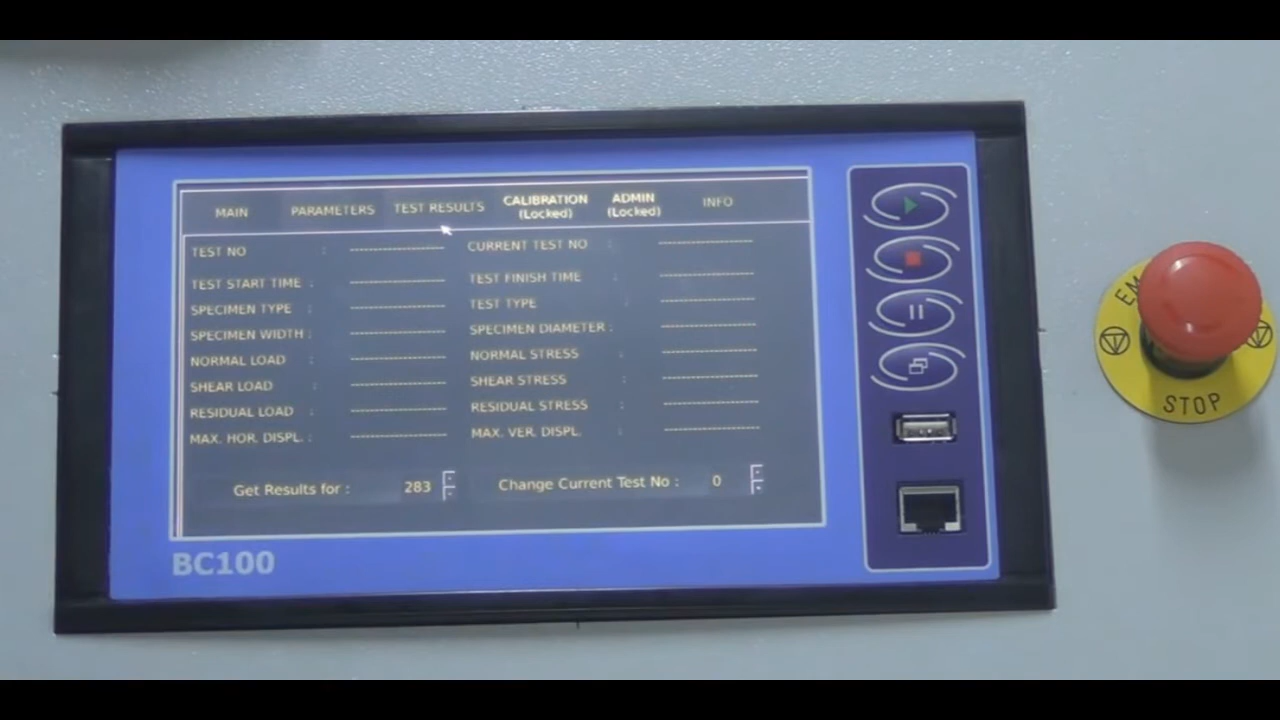 MAIN PARAMETERS TEST RESULTS CALIBRATION (Locked) ADMIN (Locked) INFO
TEST NO : ---------------- CURRENT TEST NO : ----------------
TEST START TIME : ---------------- TEST FINISH TIME : ----------------
SPECIMEN TYPE : ---------------- TEST TYPE : ----------------
SPECIMEN WIDTH : ---------------- SPECIMEN DIAMETER : ----------------
NORMAL LOAD : ---------------- NORMAL STRESS : ----------------
SHEAR LOAD : ---------------- SHEAR STRESS : ----------------
RESIDUAL LOAD : ---------------- RESIDUAL STRESS : ----------------
MAX. HOR. DISPL. : ---------------- MAX. VER. DISPL. : ----------------
Get Results for : 283 Change Current Test No : 0
BC100
EM
STOP